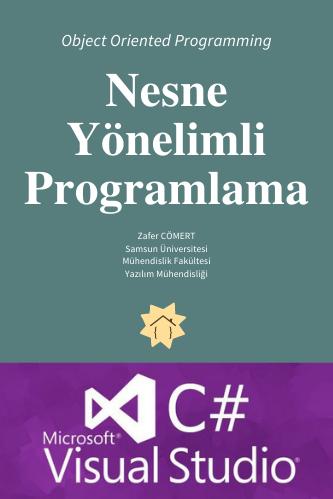 Object Oriented Programming
Nesne
Yönelimli
Programlama
Zafer CÖMERT
Samsun Üniversitesi
Mühendislik Fakültesi
Yazılım Mühendisliği
{ }
C#
Microsoft®
Visual Studio®